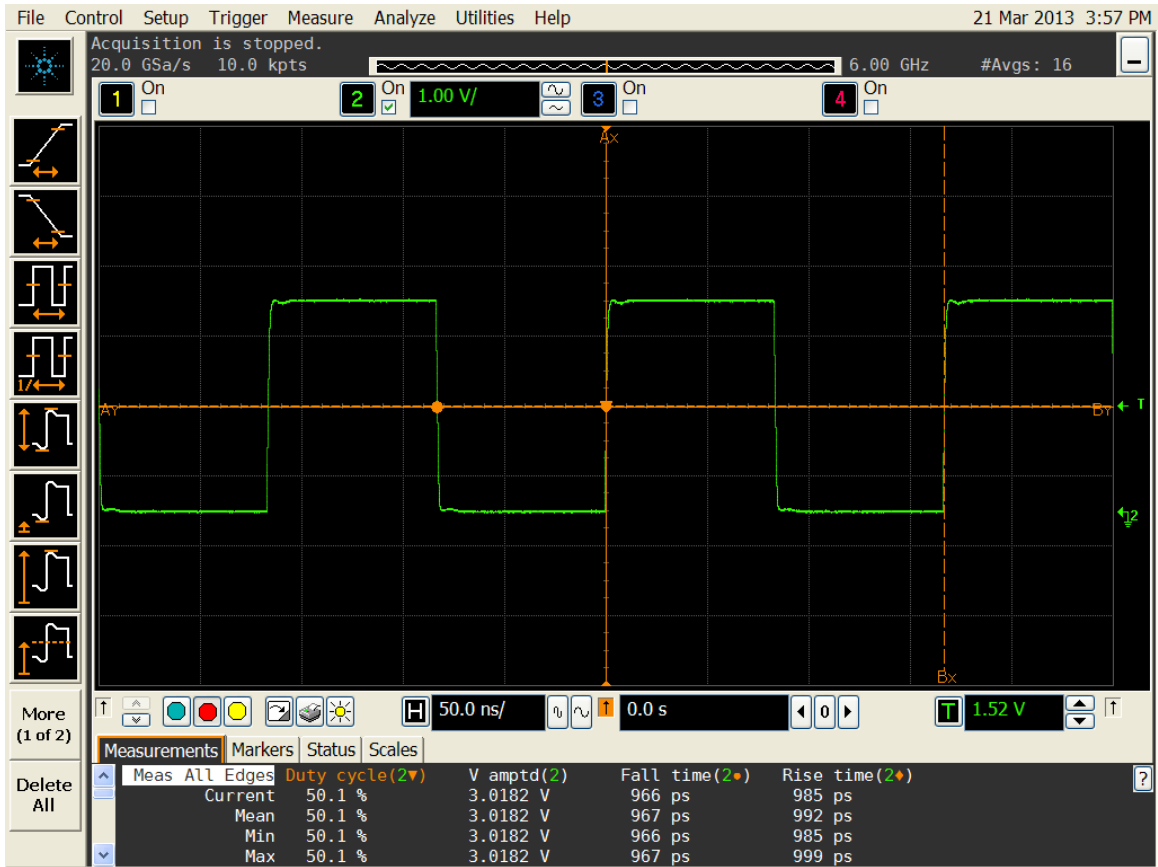 File Control Setup Trigger Measure Analyze Utilities Help 21 Mar 2013 3:57 PM
Acquisition is stopped.
20.0 GSa/s 10.0 kpts 6.00 GHz #Avgs: 16
1 On 2 On 1.00 V/ 3 On 4 On
Ax
AY BY T
2
Bx
1/
More
(1 of 2)
Delete
All
H 50.0 ns/ 0.0 s 0 T 1.52 V
Measurements Markers Status Scales
Meas All Edges Duty cycle(2▼) V amptd(2) Fall time(2●) Rise time(2♦) ?
Current 50.1 % 3.0182 V 966 ps 985 ps
Mean 50.1 % 3.0182 V 967 ps 992 ps
Min 50.1 % 3.0182 V 966 ps 985 ps
Max 50.1 % 3.0182 V 967 ps 999 ps